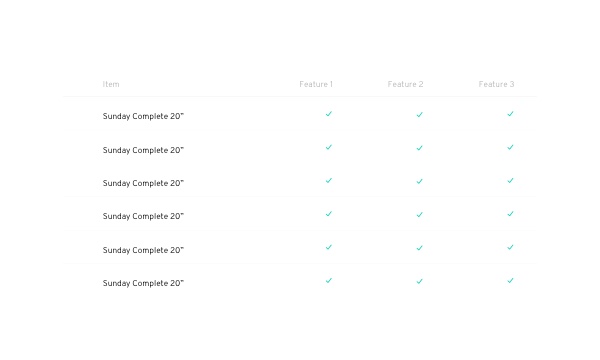 Item Feature 1 Feature 2 Feature 3
Sunday Complete 20” ✓ ✓ ✓
Sunday Complete 20” ✓ ✓ ✓
Sunday Complete 20” ✓ ✓ ✓
Sunday Complete 20” ✓ ✓ ✓
Sunday Complete 20” ✓ ✓ ✓
Sunday Complete 20” ✓ ✓ ✓